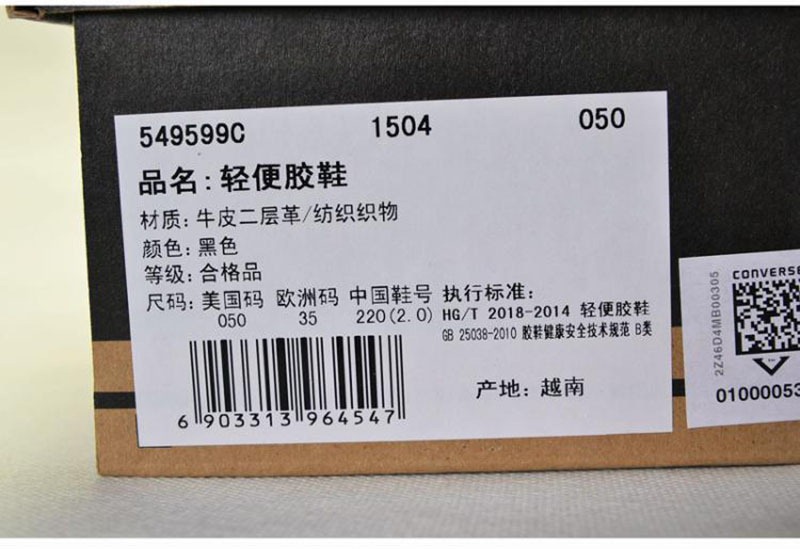 549599C 1504 050
品名:轻便胶鞋
材质:牛皮二层革/纺织织物
颜色:黑色
等级:合格品
尺码:美国码 欧洲码 中国鞋号
050 35 220(2.0)
执行标准:
HG/T 2018-2014 轻便胶鞋
GB 25038-2010 胶鞋健康安全技术规范 B类
6 903313 964547
产地:越南
CONVERSE
2Z46D4MB00305
01000053